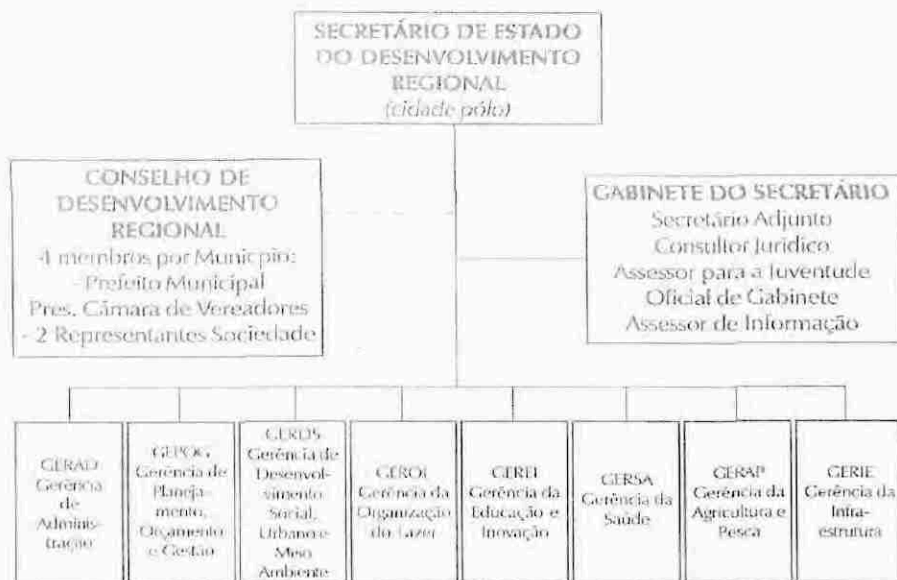 SECRETÁRIO DE ESTADO
DO DESENVOLVIMENTO
REGIONAL
(cidade pólo)
CONSELHO DE
DESENVOLVIMENTO
REGIONAL
4 membros por Municpio:
- Prefeito Municipal
Pres. Câmara de Vereadores
- 2 Representantes Sociedade
GABINETE DO SECRETÁRIO
Secretário Adjunto
Consultor Jurídico
Assessor para a Juventude
Oficial de Gabinete
Assessor de Informação
GERAD
Gerência
de
Adminis-
tração
GEPOG
Gerência de
Planeja-
mento,
Orçamento
e Gestão
GERDS
Gerência de
Desenvol-
vimento
Social,
Urbano e
Meio
Ambiente
GEROL
Gerência da
Organização
do Lazer
GEREI
Gerência da
Educação e
Inovação
GERSA
Gerência da
Saúde
GERAP
Gerência da
Agricultura e
Pesca
GERIE
Gerência da
Infra-
estrutura